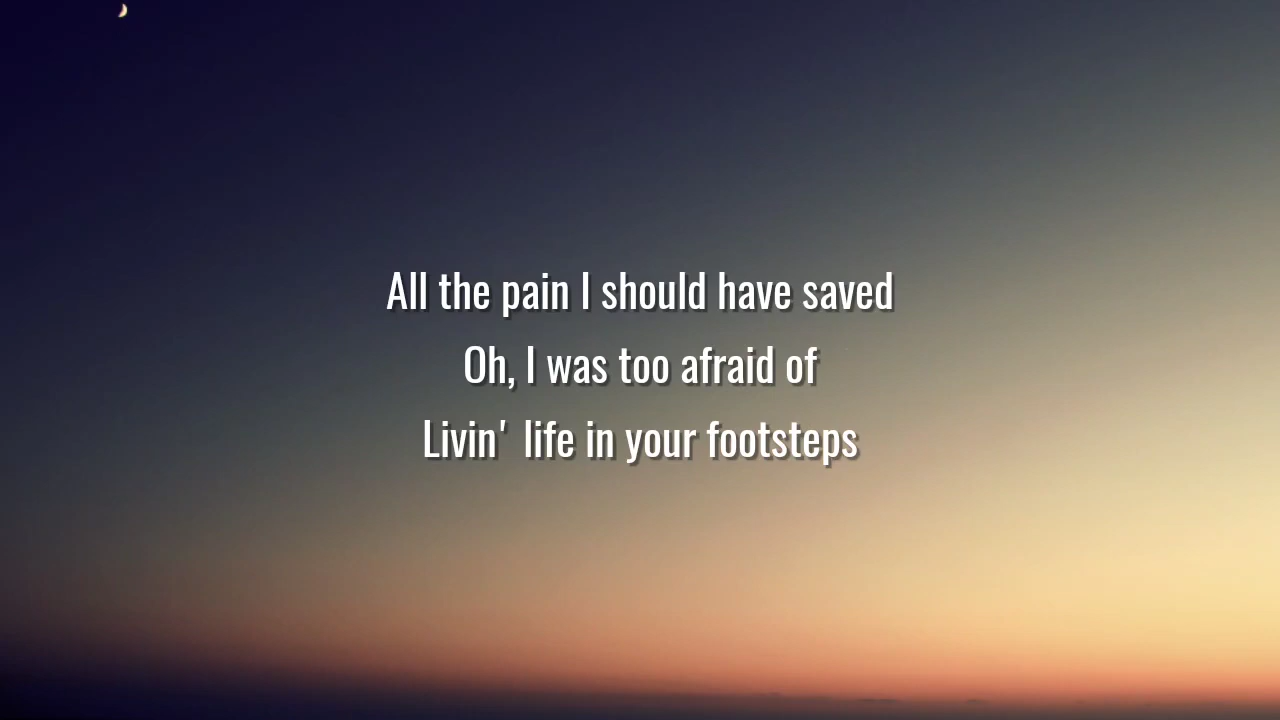 All the pain I should have saved
Oh, I was too afraid of
Livin' life in your footsteps